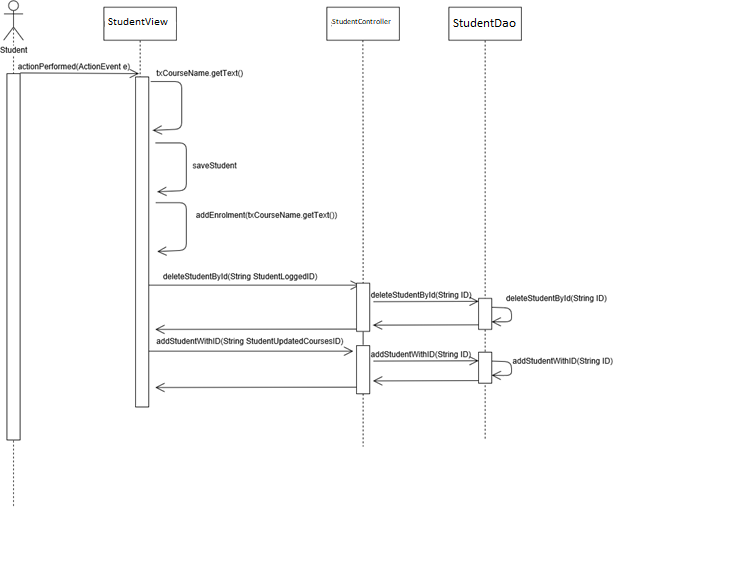 StudentView
StudentController
StudentDao
Student
actionPerformed(ActionEvent e)
txCourseName.getText()
saveStudent
addEnrolment(txCourseName.getText())
deleteStudentById(String StudentLoggedID)
deleteStudentById(String ID)
deleteStudentById(String ID)
addStudentWithID(String StudentUpdatedCoursesID)
addStudentWithID(String ID)
addStudentWithID(String ID)